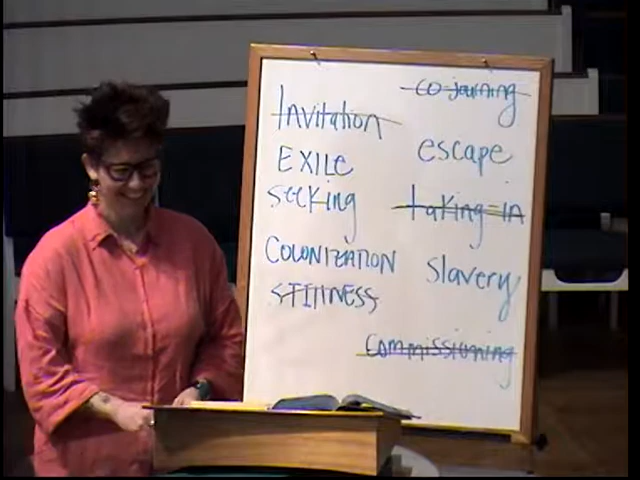 co-journing
Invitation
escape
EXILE
seeking
taking-in
COLONIZATION
Slavery
STILLNESS
commissioning